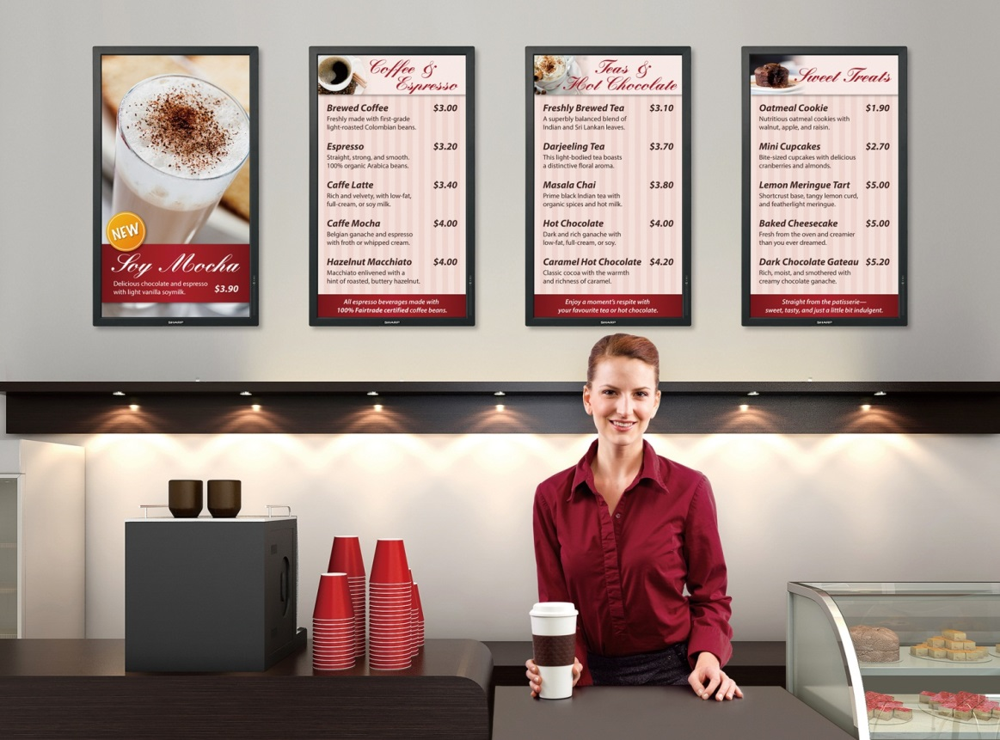 NEW
Soy Mocha
Delicious chocolate and espresso
with light vanilla soymilk.
$3.90
SHARP
Coffee &
Espresso
Brewed Coffee $3.00
Freshly made with first-grade
light-roasted Colombian beans.
Espresso $3.20
Straight, strong, and smooth.
100% organic Arabica beans.
Caffe Latte $3.40
Rich and velvety, with low-fat,
full-cream, or soy milk.
Caffe Mocha $4.00
Belgian ganache and espresso
with froth or whipped cream.
Hazelnut Macchiato $4.00
Macchiato enlivened with a
hint of roasted, buttery hazelnut.
All espresso beverages made with
100% Fairtrade certified coffee beans.
SHARP
Teas &
Hot Chocolate
Freshly Brewed Tea $3.10
A superbly balanced blend of
Indian and Sri Lankan leaves.
Darjeeling Tea $3.70
This light-bodied tea boasts
a distinctive floral aroma.
Masala Chai $3.80
Prime black Indian tea with
organic spices and hot milk.
Hot Chocolate $4.00
Dark and rich ganache with
low-fat, full-cream, or soy.
Caramel Hot Chocolate $4.20
Classic cocoa with the warmth
and richness of caramel.
Enjoy a moment's respite with
your favourite tea or hot chocolate.
SHARP
Sweet Treats
Oatmeal Cookie $1.90
Nutritious oatmeal cookies with
walnut, apple, and raisin.
Mini Cupcakes $2.70
Bite-sized cupcakes with delicious
cranberries and almonds.
Lemon Meringue Tart $5.00
Shortcrust base, tangy lemon curd,
and featherlight meringue.
Baked Cheesecake $5.00
Fresh from the oven and creamier
than you ever dreamed.
Dark Chocolate Gateau $5.20
Rich, moist, and smothered with
creamy chocolate ganache.
Straight from the patisserie—
sweet, tasty, and just a little bit indulgent.
SHARP